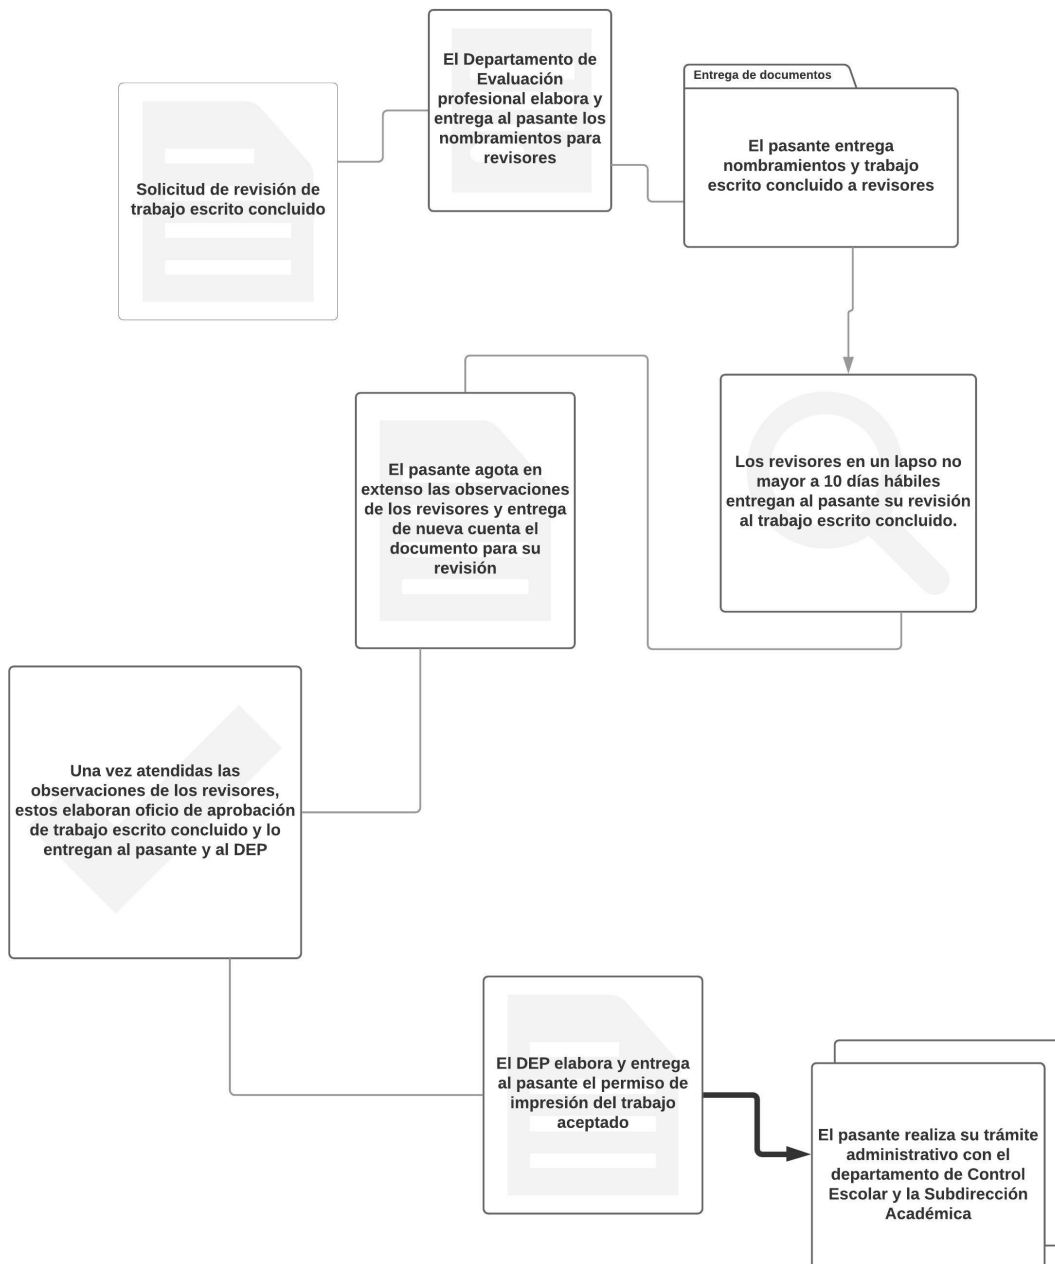 Solicitud de revisión de
trabajo escrito concluido
El Departamento de
Evaluación
profesional elabora y
entrega al pasante los
nombramientos para
revisores
Entrega de documentos
El pasante entrega
nombramientos y trabajo
escrito concluido a revisores
Los revisores en un lapso no
mayor a 10 días hábiles
entregan al pasante su revisión
al trabajo escrito concluido.
El pasante agota en
extenso las observaciones
de los revisores y entrega
de nueva cuenta el
documento para su
revisión
Una vez atendidas las
observaciones de los revisores,
estos elaboran oficio de aprobación
de trabajo escrito concluido y lo
entregan al pasante y al DEP
El DEP elabora y entrega
al pasante el permiso de
impresión del trabajo
aceptado
El pasante realiza su trámite
administrativo con el
departamento de Control
Escolar y la Subdirección
Académica